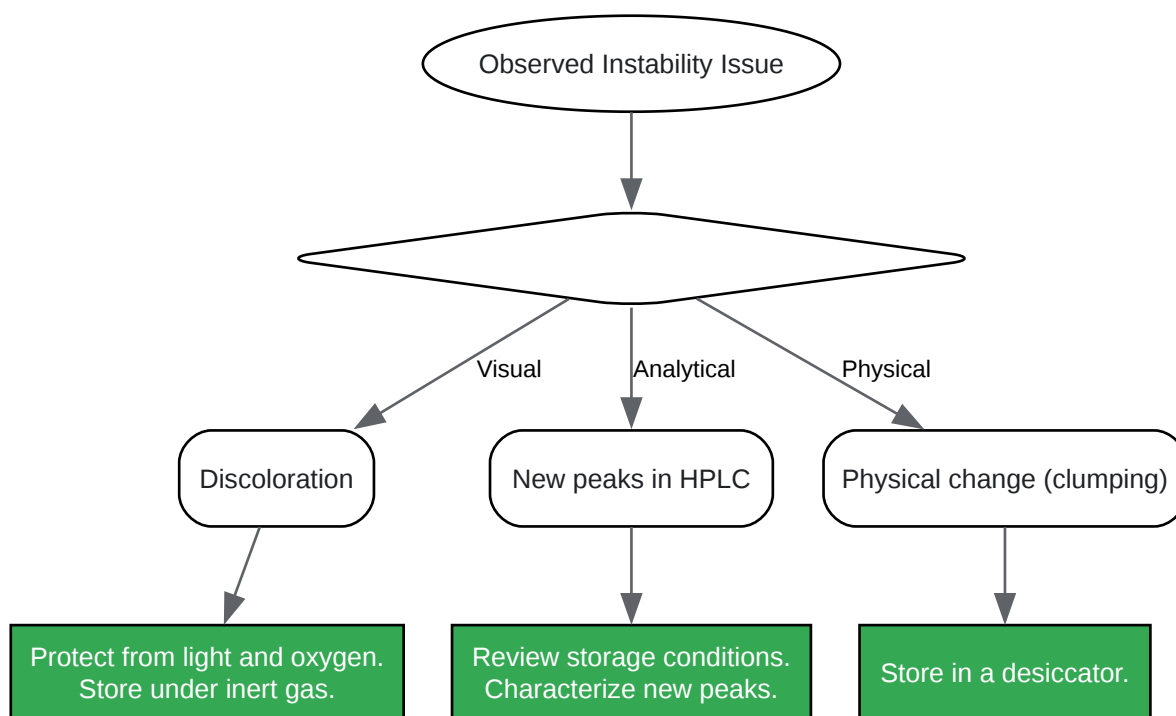 Observed Instability Issue
Visual
Analytical
Physical
Discoloration
New peaks in HPLC
Physical change (clumping)
Protect from light and oxygen.
Store under inert gas.
Review storage conditions.
Characterize new peaks.
Store in a desiccator.